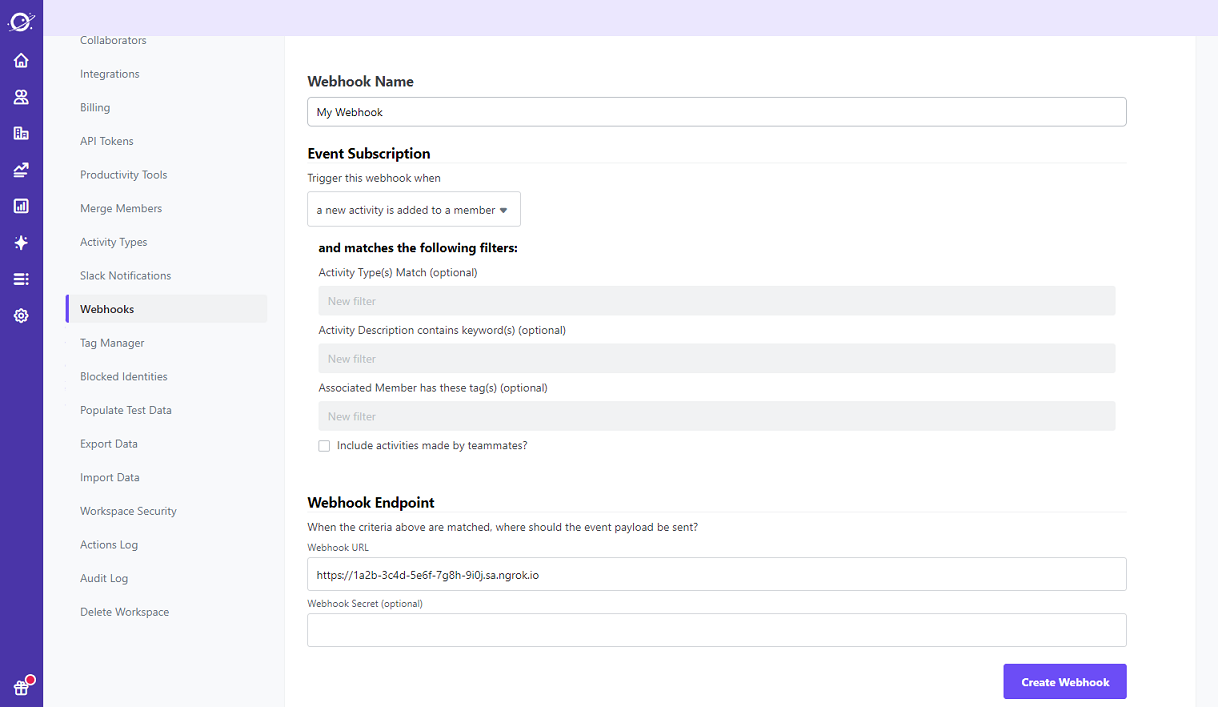 Collaborators
Integrations
Billing
API Tokens
Productivity Tools
Merge Members
Activity Types
Slack Notifications
Webhooks
Tag Manager
Blocked Identities
Populate Test Data
Export Data
Import Data
Workspace Security
Actions Log
Audit Log
Delete Workspace
Webhook Name
My Webhook
Event Subscription
Trigger this webhook when
a new activity is added to a member
and matches the following filters:
Activity Type(s) Match (optional)
New filter
Activity Description contains keyword(s) (optional)
New filter
Associated Member has these tag(s) (optional)
New filter
Include activities made by teammates?
Webhook Endpoint
When the criteria above are matched, where should the event payload be sent?
Webhook URL
https://1a2b-3c4d-5e6f-7g8h-9i0j.sa.ngrok.io
Webhook Secret (optional)
Create Webhook